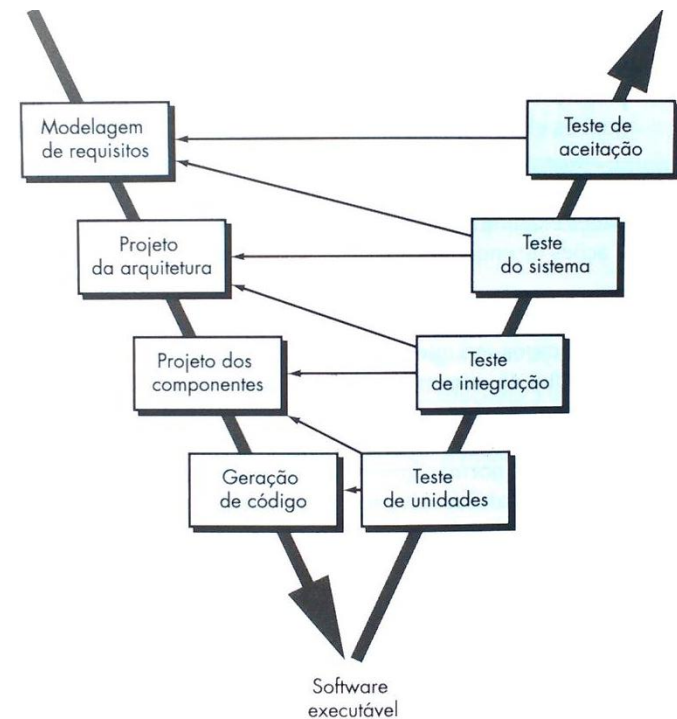 Modelagem
de requisitos
Teste de
aceitação
Projeto
da arquitetura
Teste
do sistema
Projeto dos
componentes
Teste
de integração
Geração
de código
Teste
de unidades
Software
executável